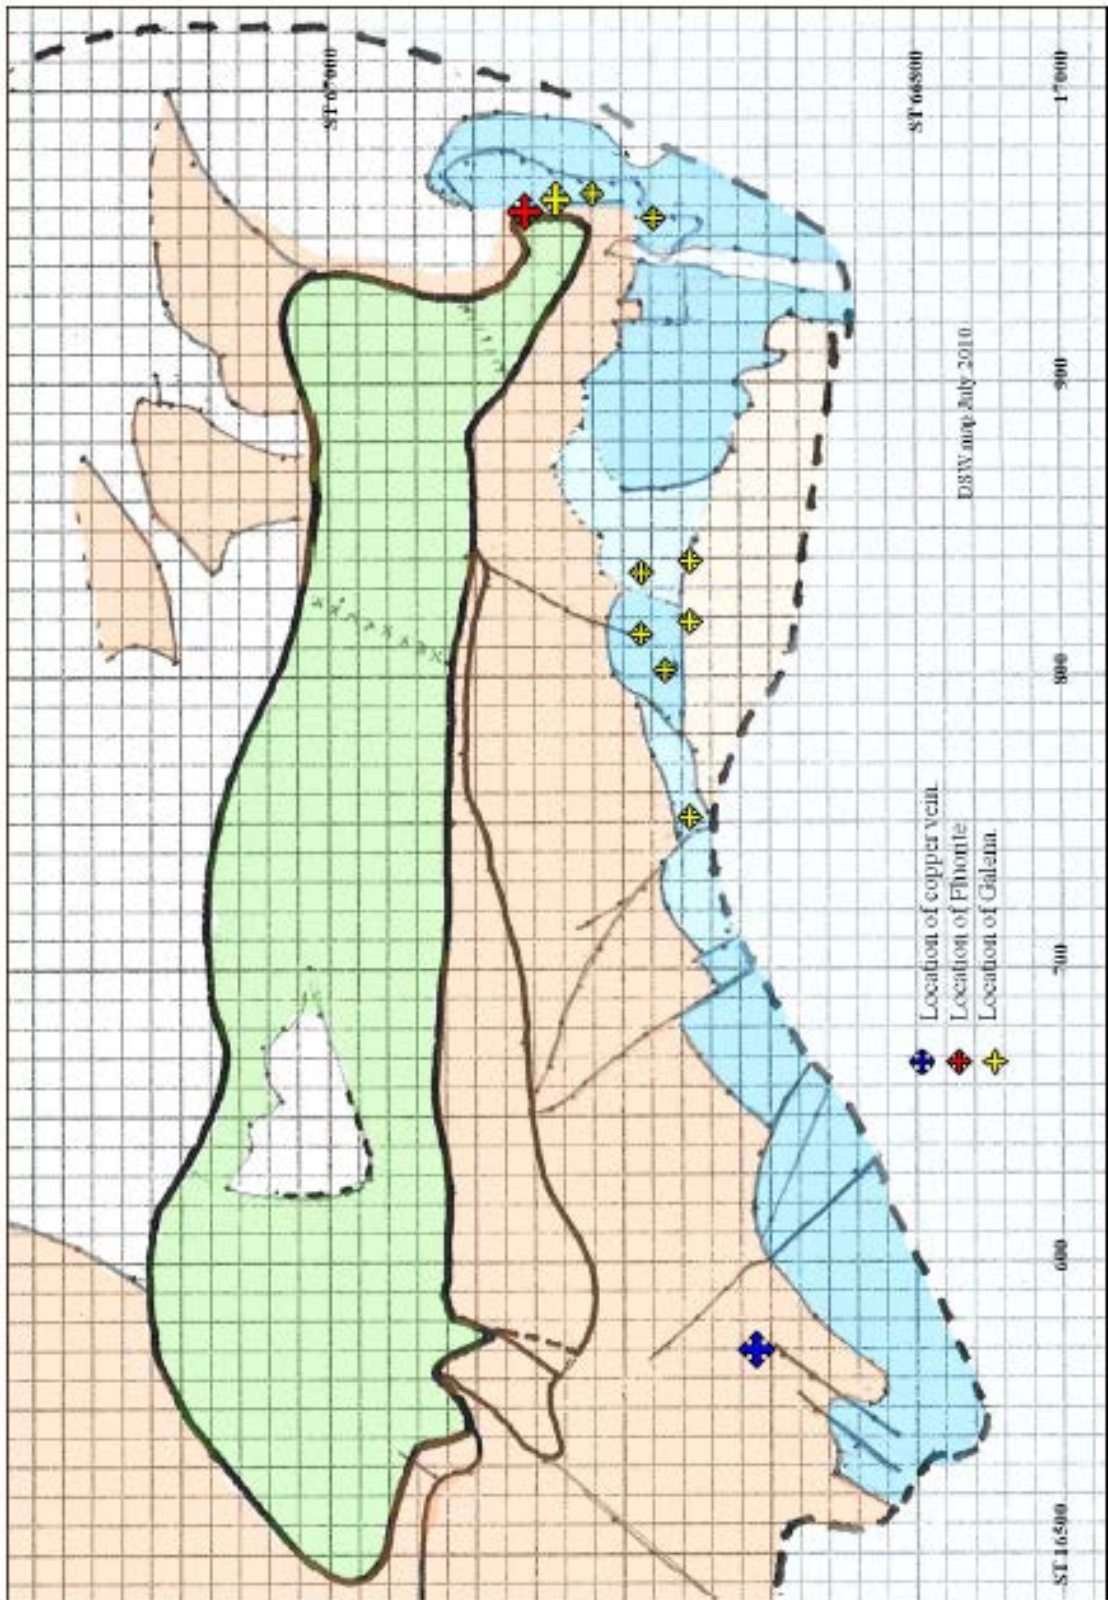 ST 67000
ST 66800
17000
900
DSW map July 2010
800
Location of copper vein
Location of Fluorite
Location of Galena
700
600
ST 16500